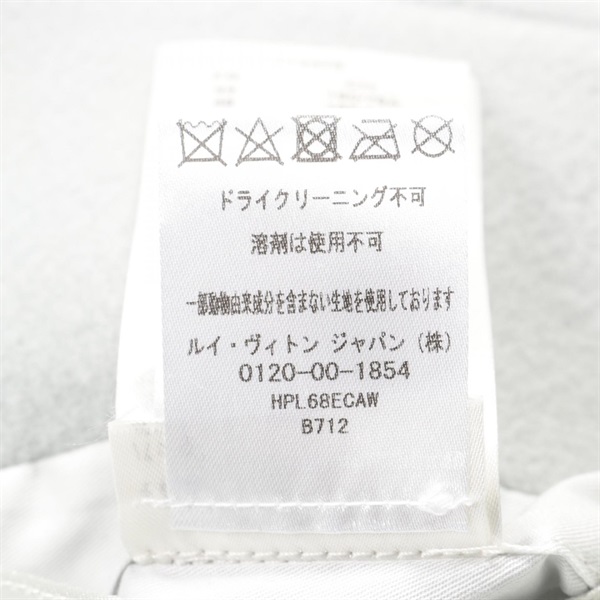 ドライクリーニング不可
溶剤は使用不可
一部動物由来成分を含まない生地を使用しております
ルイ・ヴィトン ジャパン (株)
0120-00-1854
HPL68ECAW
B712